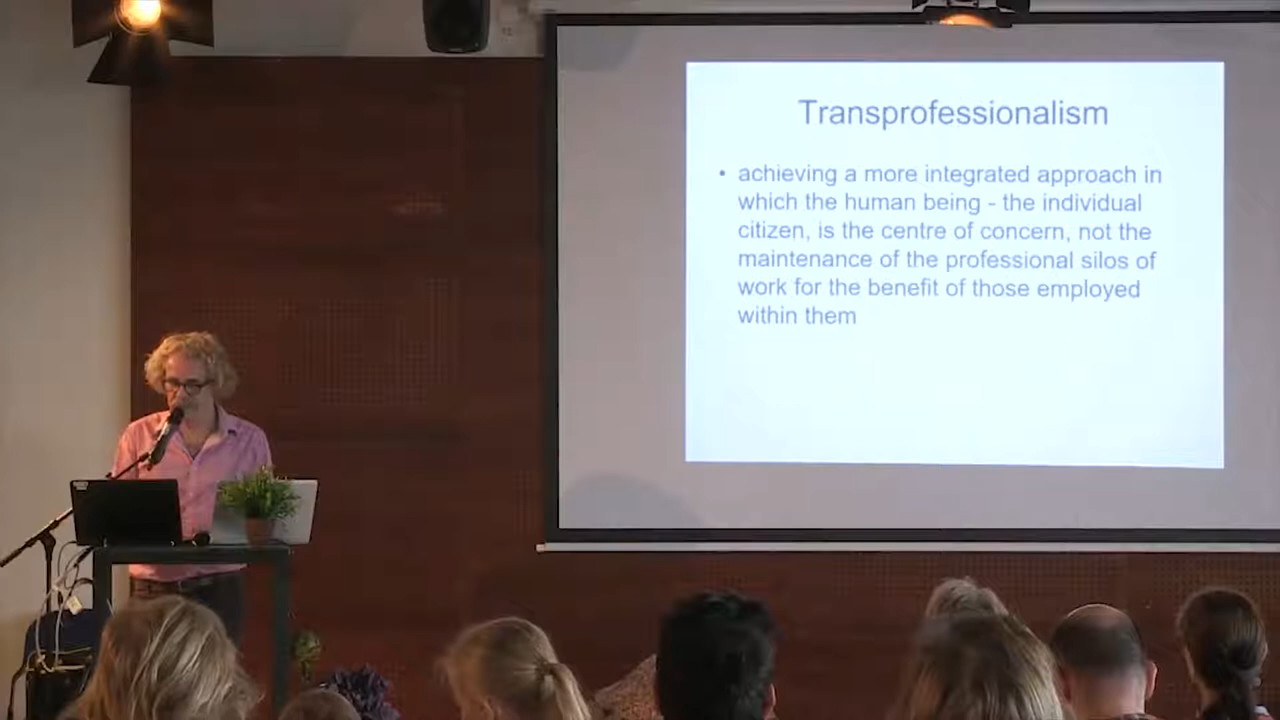 Transprofessionalism
• achieving a more integrated approach in
which the human being - the individual
citizen, is the centre of concern, not the
maintenance of the professional silos of
work for the benefit of those employed
within them